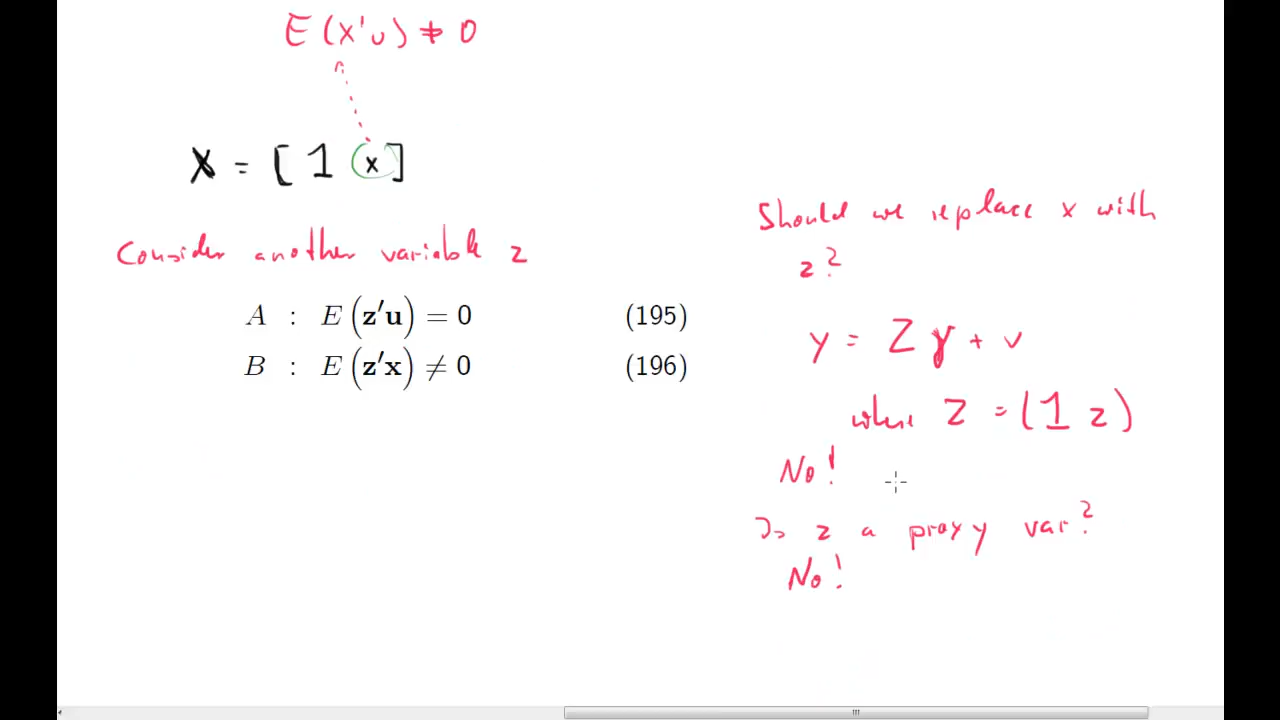 E(X'u) ≠ 0
X = [ 1 x ]
Consider another variable z
A : E(z'u) = 0 (195)
B : E(z'x) ≠ 0 (196)
Should we replace x with
z?
y = Z γ + v
where Z = (1 z)
No!
Is z a proxy var?
No!